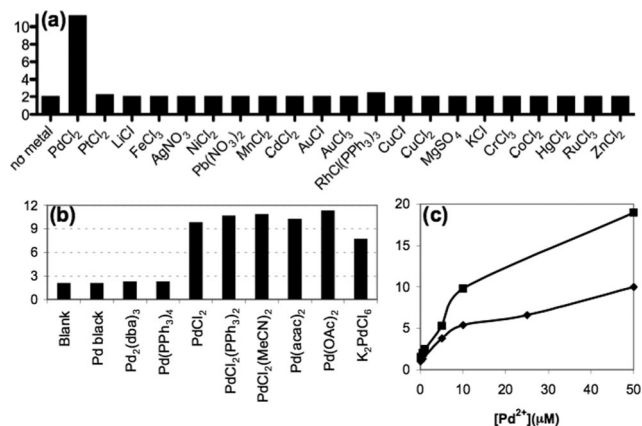 (a)
10
8
6
4
2
0
no metal
PdCl2
PtCl2
LiCl
FeCl3
AgNO3
NiCl2
Pb(NO3)2
MnCl2
CdCl2
AuCl
AuCl3
RhCl(PPh3)3
CuCl
CuCl2
MgSO4
KCl
CrCl3
CoCl2
HgCl2
RuCl3
ZnCl2
(b)
12
9
6
3
0
Blank
Pd black
Pd2(dba)3
Pd(PPh3)4
PdCl2
PdCl2(PPh3)2
PdCl2(MeCN)2
Pd(acac)2
Pd(OAc)2
K2PdCl6
(c)
20
15
10
5
0
0 10 20 30 40 50
[Pd2+](μM)